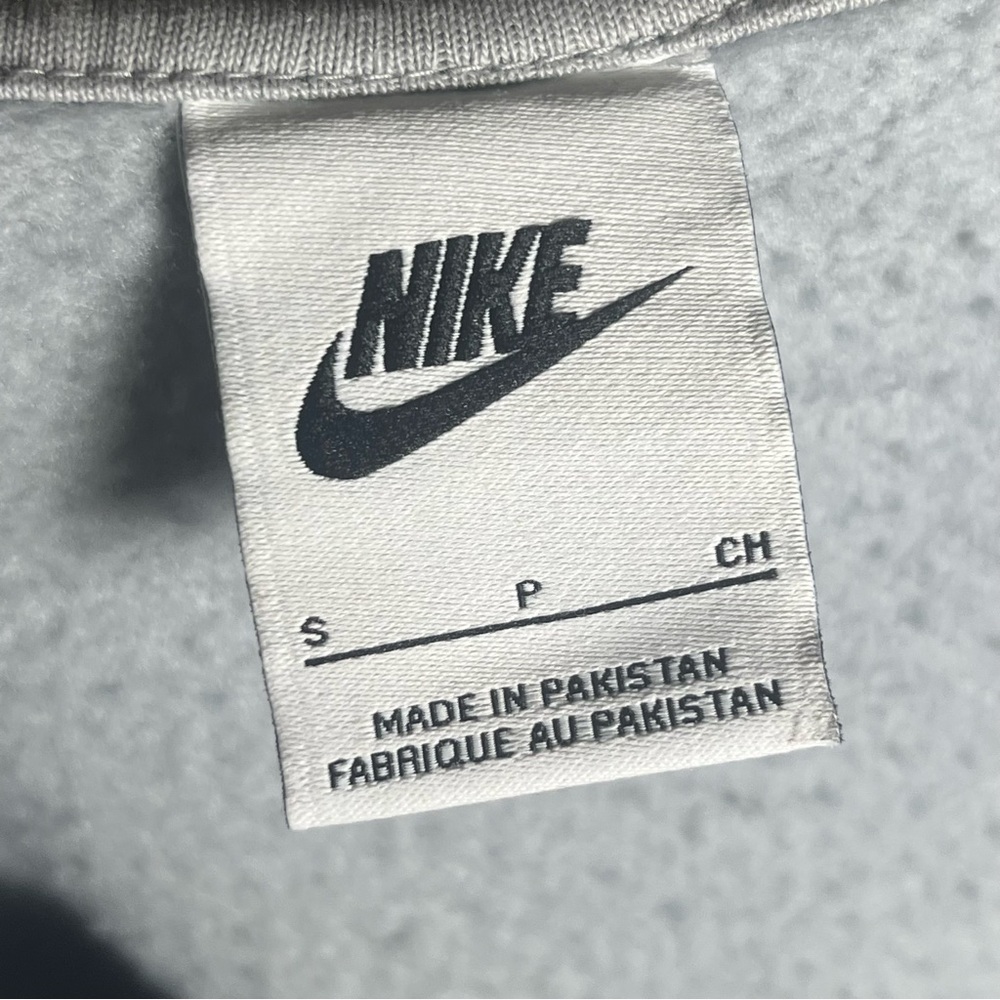 NIKE
S P CH
MADE IN PAKISTAN
FABRIQUE AU PAKISTAN